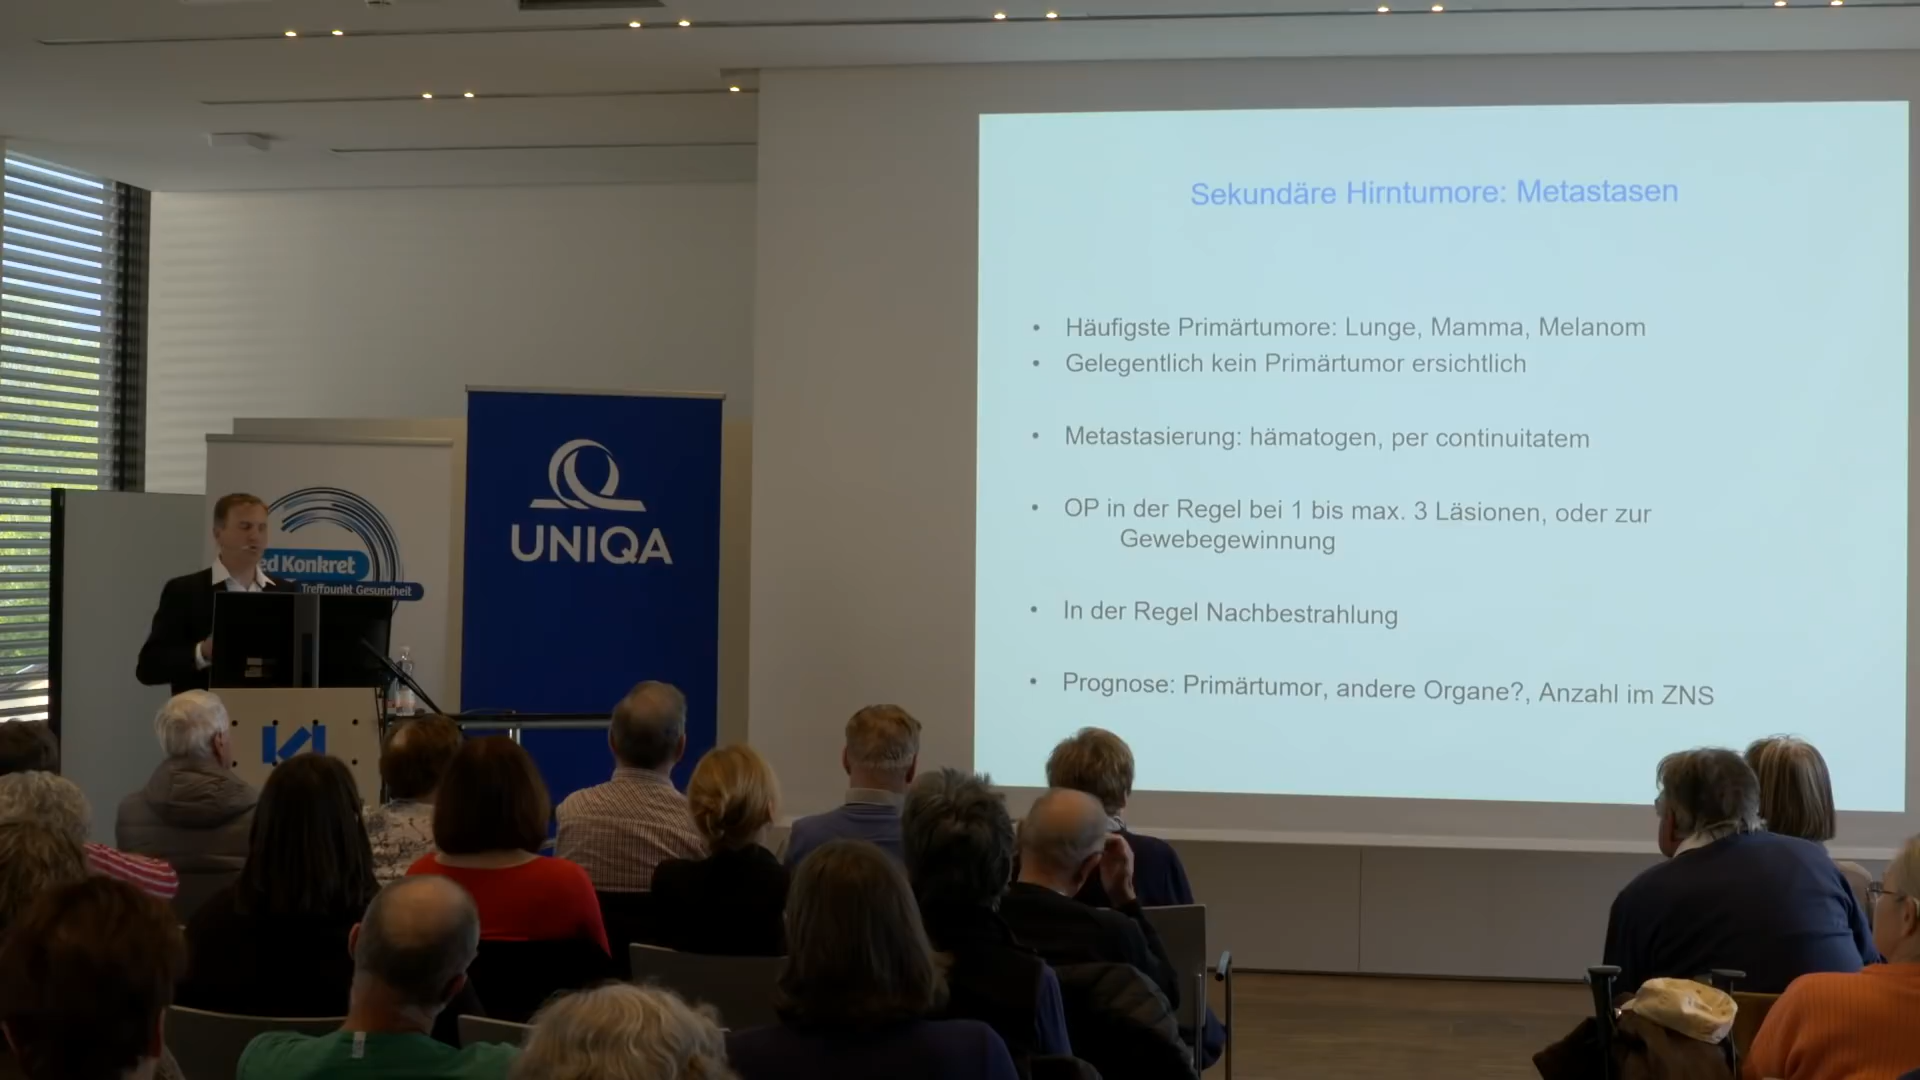 Sekundäre Hirntumore: Metastasen
• Häufigste Primärtumore: Lunge, Mamma, Melanom
• Gelegentlich kein Primärtumor ersichtlich
• Metastasierung: hämatogen, per continuitatem
• OP in der Regel bei 1 bis max. 3 Läsionen, oder zur
Gewebegewinnung
• In der Regel Nachbestrahlung
• Prognose: Primärtumor, andere Organe?, Anzahl im ZNS
UNIQA
ed Konkret
Treffpunkt Gesundheit